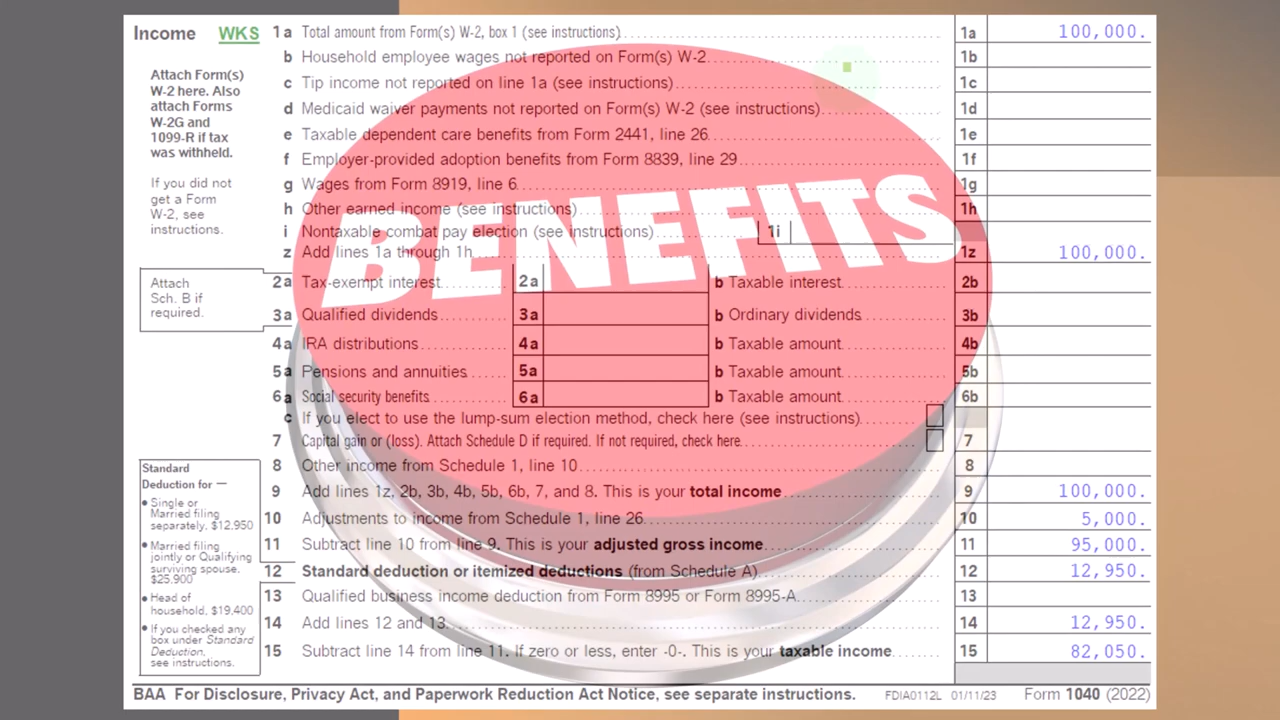 Income WKS 1a Total amount from Form(s) W-2, box 1 (see instructions) 1a 100,000.
b Household employee wages not reported on Form(s) W-2 1b
Attach Form(s)
W-2 here. Also
attach Forms
W-2G and
1099-R if tax
was withheld.
c Tip income not reported on line 1a (see instructions) 1c
d Medicaid waiver payments not reported on Form(s) W-2 (see instructions) 1d
e Taxable dependent care benefits from Form 2441, line 26 1e
f Employer-provided adoption benefits from Form 8839, line 29 1f
If you did not
get a Form
W-2, see
instructions.
g Wages from Form 8919, line 6 1g
h Other earned income (see instructions) 1h
i Nontaxable combat pay election (see instructions) 1i
z Add lines 1a through 1h 1z 100,000.
BENEFITS
Attach
Sch. B if
required.
2a Tax-exempt interest 2a b Taxable interest 2b
3a Qualified dividends 3a b Ordinary dividends 3b
4a IRA distributions 4a b Taxable amount 4b
5a Pensions and annuities 5a b Taxable amount 5b
6a Social security benefits 6a b Taxable amount 6b
c If you elect to use the lump-sum election method, check here (see instructions)
7 Capital gain or (loss). Attach Schedule D if required. If not required, check here 7
Standard
Deduction for —
• Single or
Married filing
separately, $12,950
• Married filing
jointly or Qualifying
surviving spouse,
$25,900
• Head of
household, $19,400
• If you checked any
box under Standard
Deduction,
see instructions.
8 Other income from Schedule 1, line 10 8
9 Add lines 1z, 2b, 3b, 4b, 5b, 6b, 7, and 8. This is your total income 9 100,000.
10 Adjustments to income from Schedule 1, line 26 10 5,000.
11 Subtract line 10 from line 9. This is your adjusted gross income 11 95,000.
12 Standard deduction or itemized deductions (from Schedule A) 12 12,950.
13 Qualified business income deduction from Form 8995 or Form 8995-A 13
14 Add lines 12 and 13 14 12,950.
15 Subtract line 14 from line 11. If zero or less, enter -0-. This is your taxable income 15 82,050.
BAA For Disclosure, Privacy Act, and Paperwork Reduction Act Notice, see separate instructions. FDIA0112L 01/11/23 Form 1040 (2022)